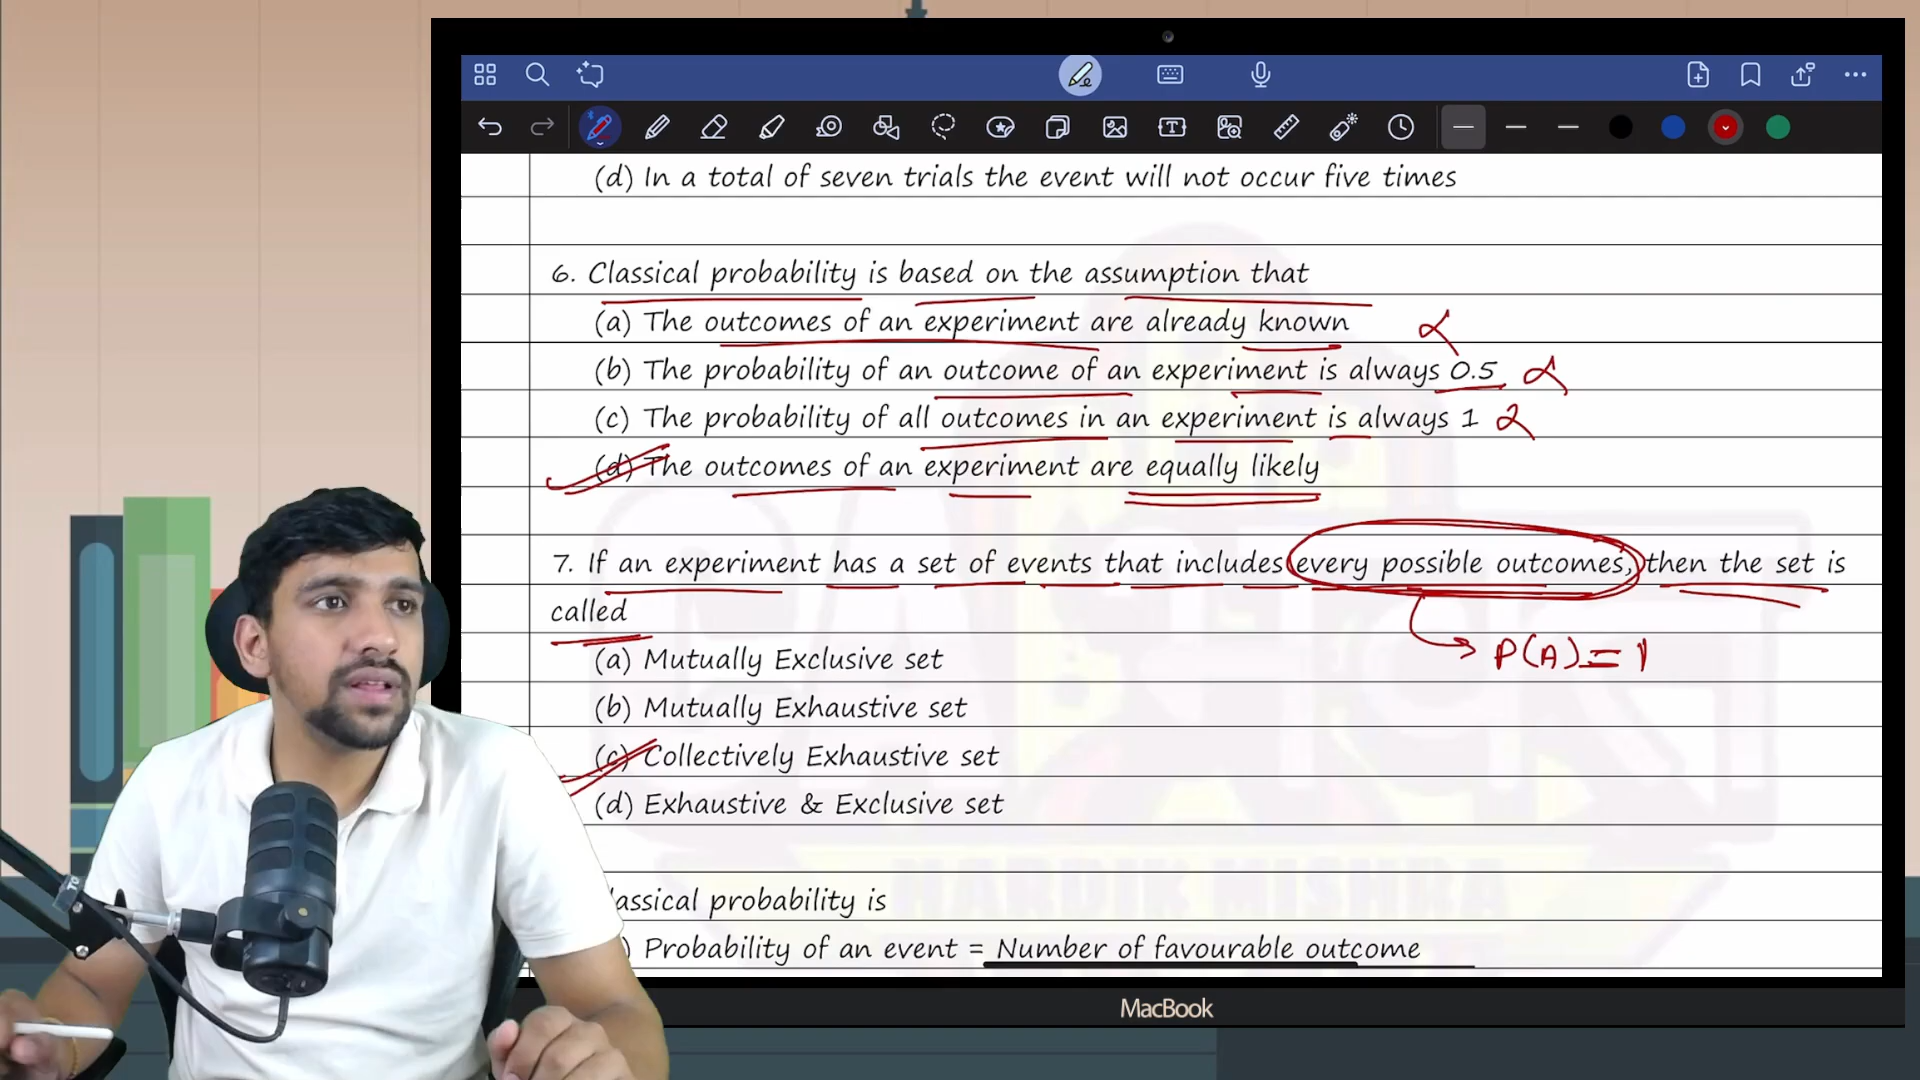 (d) In a total of seven trials the event will not occur five times
6. Classical probability is based on the assumption that
(a) The outcomes of an experiment are already known
(b) The probability of an outcome of an experiment is always 0.5
(c) The probability of all outcomes in an experiment is always 1
(d) The outcomes of an experiment are equally likely
7. If an experiment has a set of events that includes every possible outcomes, then the set is
called
P(A) = 1
(a) Mutually Exclusive set
(b) Mutually Exhaustive set
(c) Collectively Exhaustive set
(d) Exhaustive & Exclusive set
HARDIK MISHRA
lassical probability is
) Probability of an event = Number of favourable outcome
MacBook